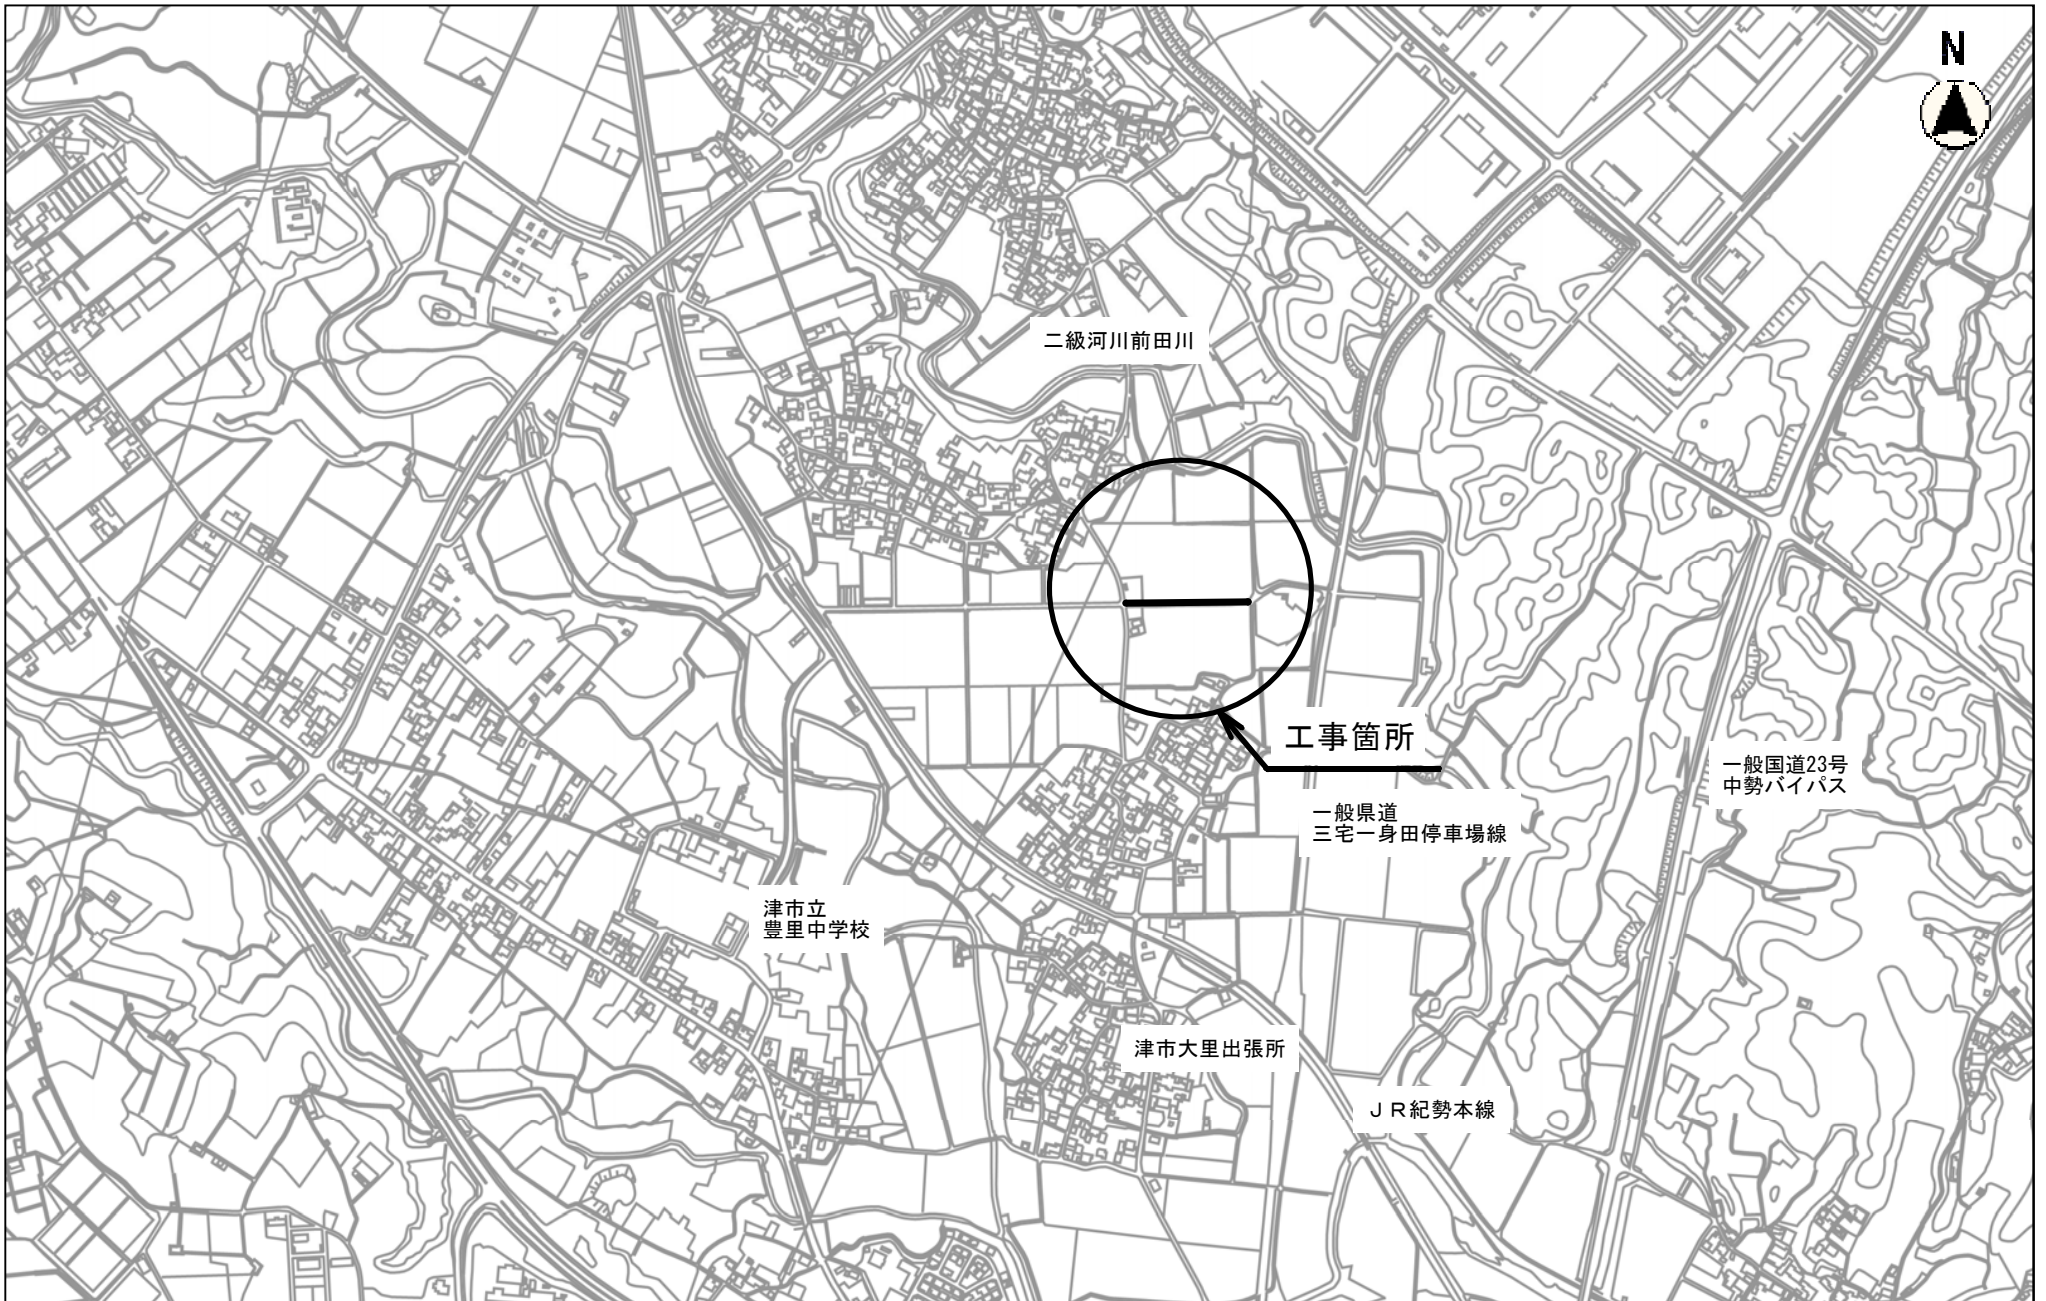 N
二級河川前田川
工事箇所
一般国道23号
中勢バイパス
一般県道
三宅一身田停車場線
津市立
豊里中学校
津市大里出張所
ＪＲ紀勢本線